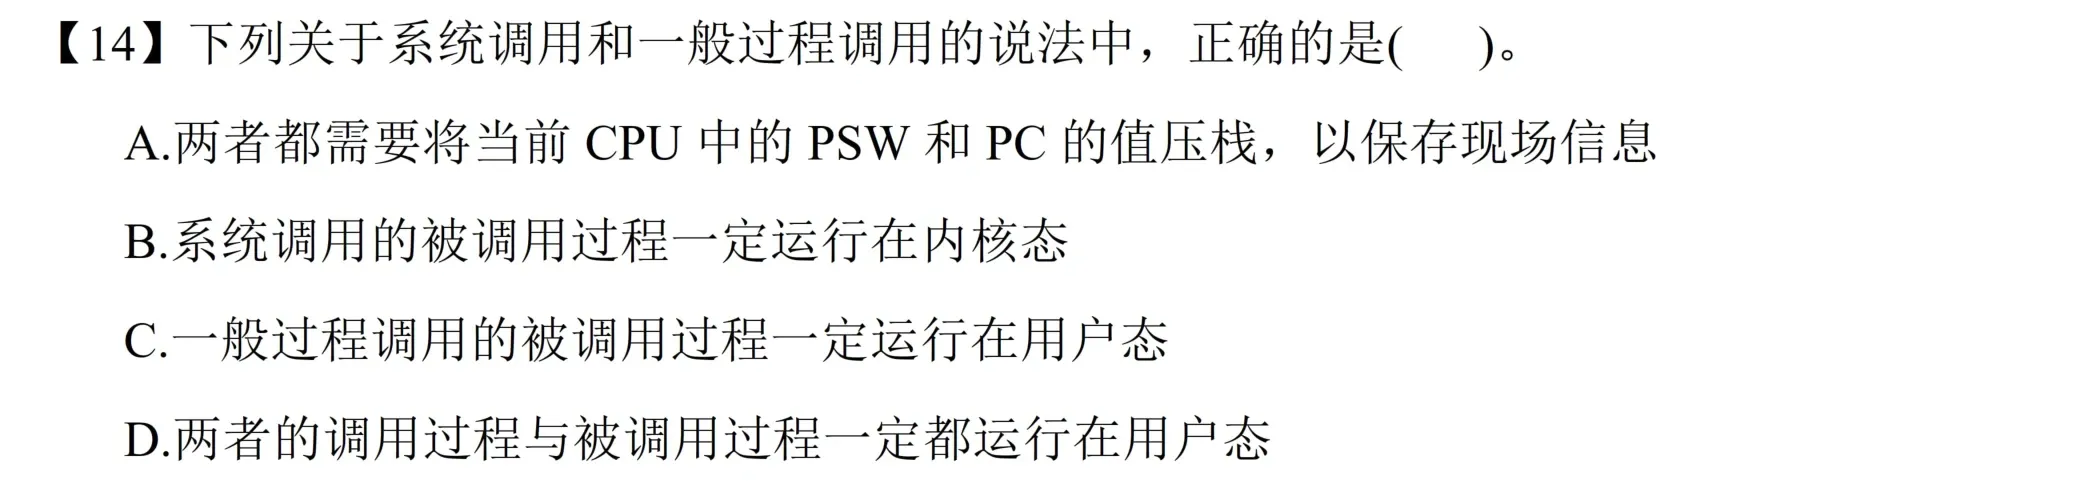 【14】下列关于系统调用和一般过程调用的说法中，正确的是(    )。
A.两者都需要将当前 CPU 中的 PSW 和 PC 的值压栈，以保存现场信息
B.系统调用的被调用过程一定运行在内核态
C.一般过程调用的被调用过程一定运行在用户态
D.两者的调用过程与被调用过程一定都运行在用户态